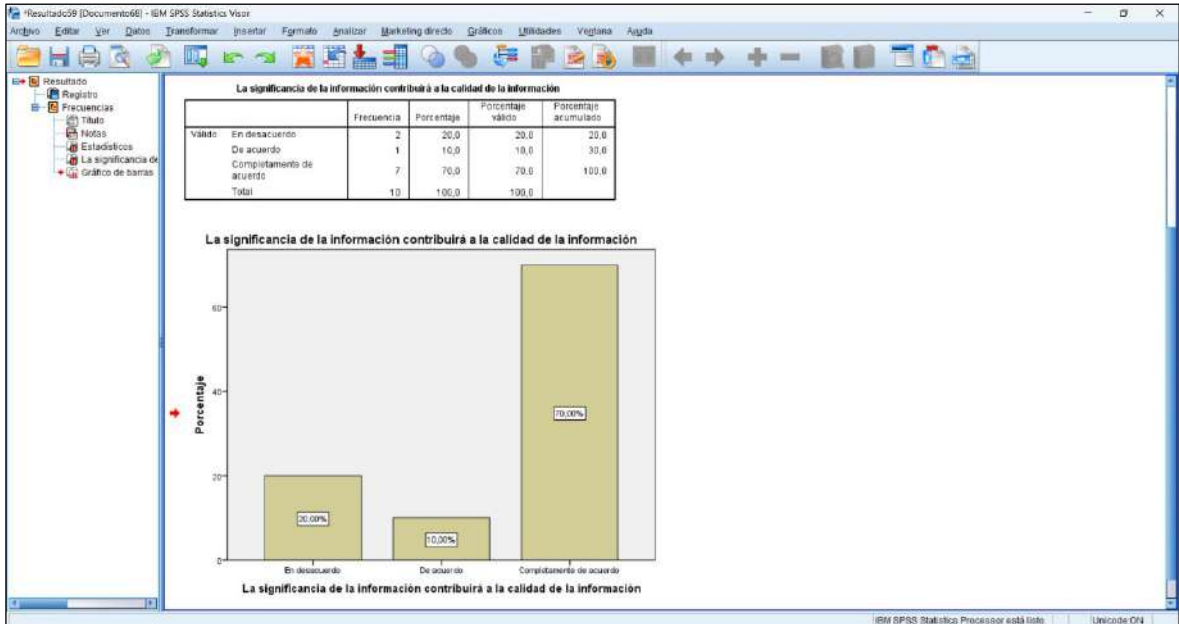 *Resultado59 [Documento68] - IBM SPSS Statistics Visor
Archivo Editar Ver Datos Transformar Insertar Formato Analizar Marketing directo Gráficos Utilidades Ventana Ayuda
Resultado
Registro
Frecuencias
Título
Notas
Estadísticos
La significancia de
Gráfico de barras
La significancia de la información contribuirá a la calidad de la información
Frecuencia Porcentaje Porcentaje válido Porcentaje acumulado
Válido En desacuerdo 2 20,0 20,0 20,0
De acuerdo 1 10,0 10,0 30,0
Completamente de acuerdo 7 70,0 70,0 100,0
Total 10 100,0 100,0
La significancia de la información contribuirá a la calidad de la información
Porcentaje
60
40
20
0
20,00%
10,00%
70,00%
En desacuerdo De acuerdo Completamente de acuerdo
La significancia de la información contribuirá a la calidad de la información
IBM SPSS Statistics Processor está listo Unicode:ON